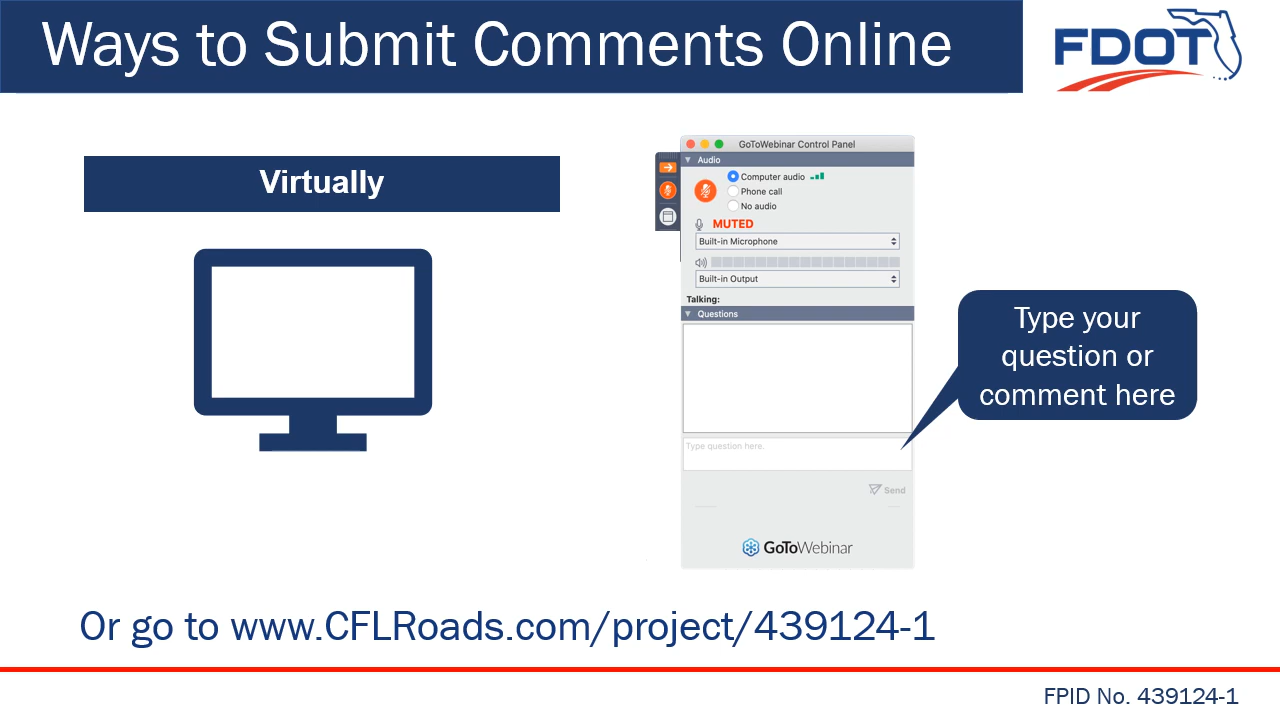 Ways to Submit Comments Online
FDOT
Virtually
GoToWebinar Control Panel
Audio
Computer audio
Phone call
No audio
MUTED
Built-in Microphone
Built-in Output
Talking:
Questions
Type your
question or
comment here
Type question here.
Send
GoToWebinar
Or go to www.CFLRoads.com/project/439124-1
FPID No. 439124-1